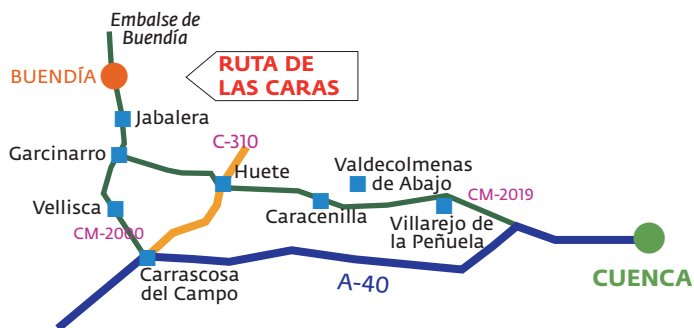 Embalse de
Buendía
BUENDÍA
RUTA DE
LAS CARAS
Jabalera
C-310
Garcinarro
Huete
Valdecolmenas
de Abajo
CM-2019
Vellisca
Caracenilla
Villarejo de
la Peñuela
CM-2000
Carrascosa
del Campo
A-40
CUENCA